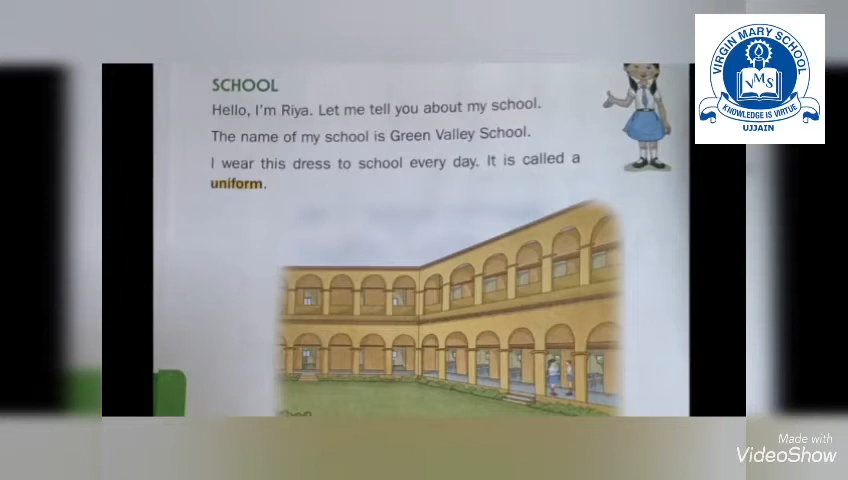 SCHOOL
Hello, I'm Riya. Let me tell you about my school.
The name of my school is Green Valley School.
I wear this dress to school every day. It is called a
uniform.
VIRGIN MARY SCHOOL
VMS
KNOWLEDGE IS VIRTUE
UJJAIN
Made with
VideoShow